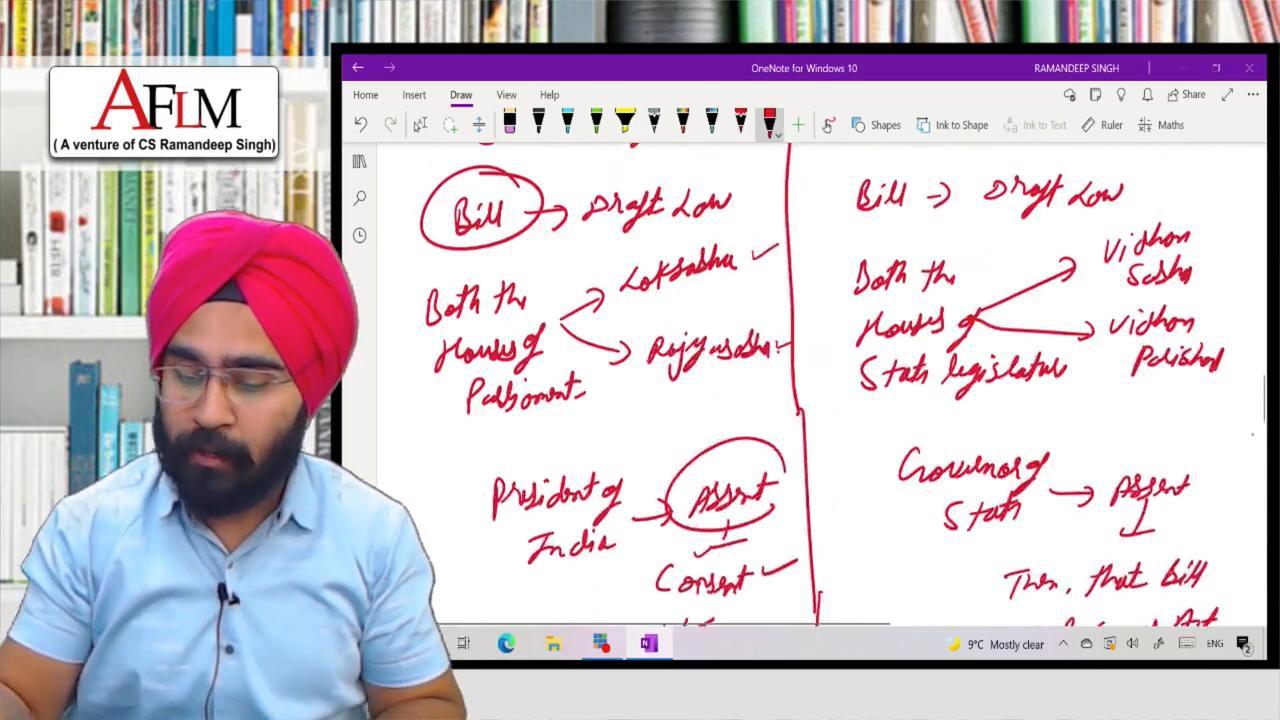 AFLM
( A venture of CS Ramandeep Singh)
OneNote for Windows 10
RAMANDEEP SINGH
Home
Insert
Draw
View
Help
Share
Shapes
Ink to Shape
Ink to Text
Ruler
Maths
Bill → Draft Law
Both the
Houses of
Parliament
Loksabha ✓
Rajyasabha ✓
President of
India → Assent
Consent ✓
Bill → Draft Law
Both the
Houses of
State legislature
Vidhan
Sabha
Vidhan
Parishad
Governor of
State → Assent
Then, that bill
9°C Mostly clear
ENG
2